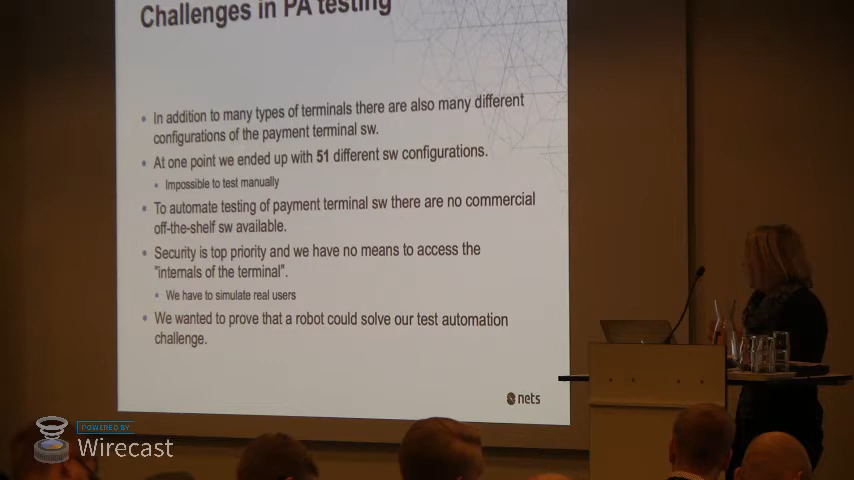 Challenges in PA testing
In addition to many types of terminals there are also many different
configurations of the payment terminal sw.
At one point we ended up with 51 different sw configurations.
Impossible to test manually
To automate testing of payment terminal sw there are no commercial
off-the-shelf sw available.
Security is top priority and we have no means to access the
"internals of the terminal".
We have to simulate real users
We wanted to prove that a robot could solve our test automation
challenge.
nets
POWERED BY
Wirecast